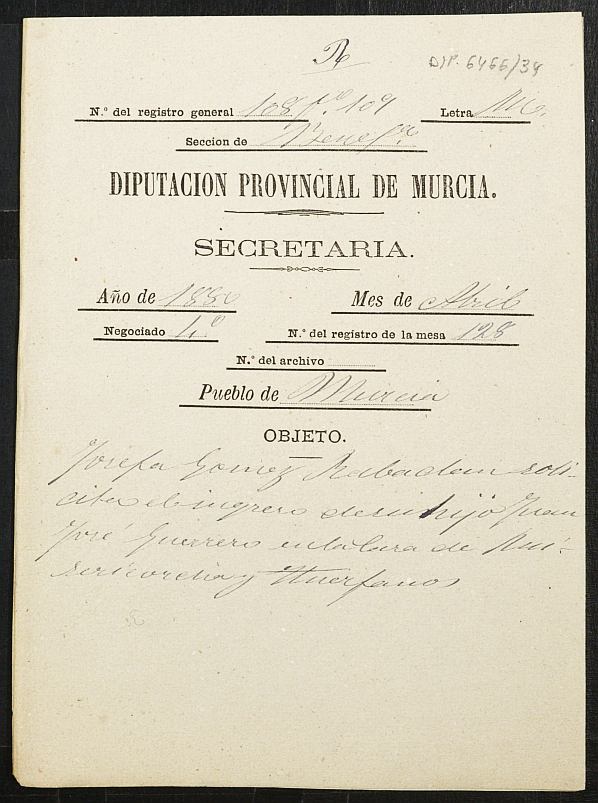 R
DIP. 6466/34
N.º del registro general 108 fº 109 Letra
Seccion de Benefª
DIPUTACION PROVINCIAL DE MURCIA.
SECRETARIA.
Año de 1880 Mes de Abril
Negociado 4.º N.º del registro de la mesa 128
N.º del archivo
Pueblo de Murcia
OBJETO.
Josefa Gomez Rabadan soli-
cita el ingreso de su hijo Juan
José Guerrero en la Casa de Mi-
sericordia y Huerfanos